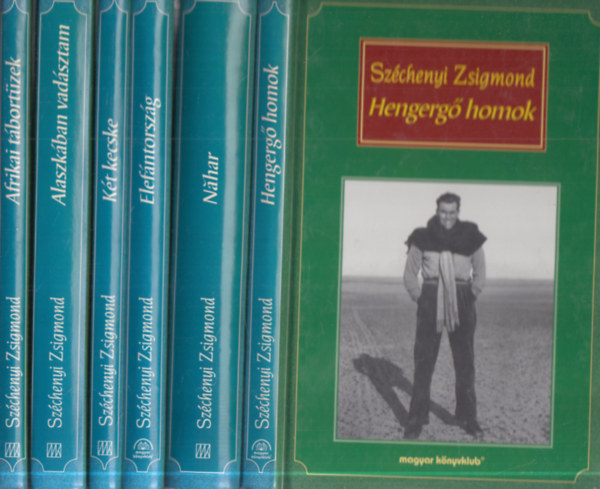 Széchenyi Zsigmond Afrikai tábortüzek
Széchenyi Zsigmond Alaszkában vadásztam
Széchenyi Zsigmond Két kecske
Széchenyi Zsigmond Elefántország
Széchenyi Zsigmond Náhar
Széchenyi Zsigmond Hengergő homok
Széchenyi Zsigmond
Hengergő homok
magyar könyvklub